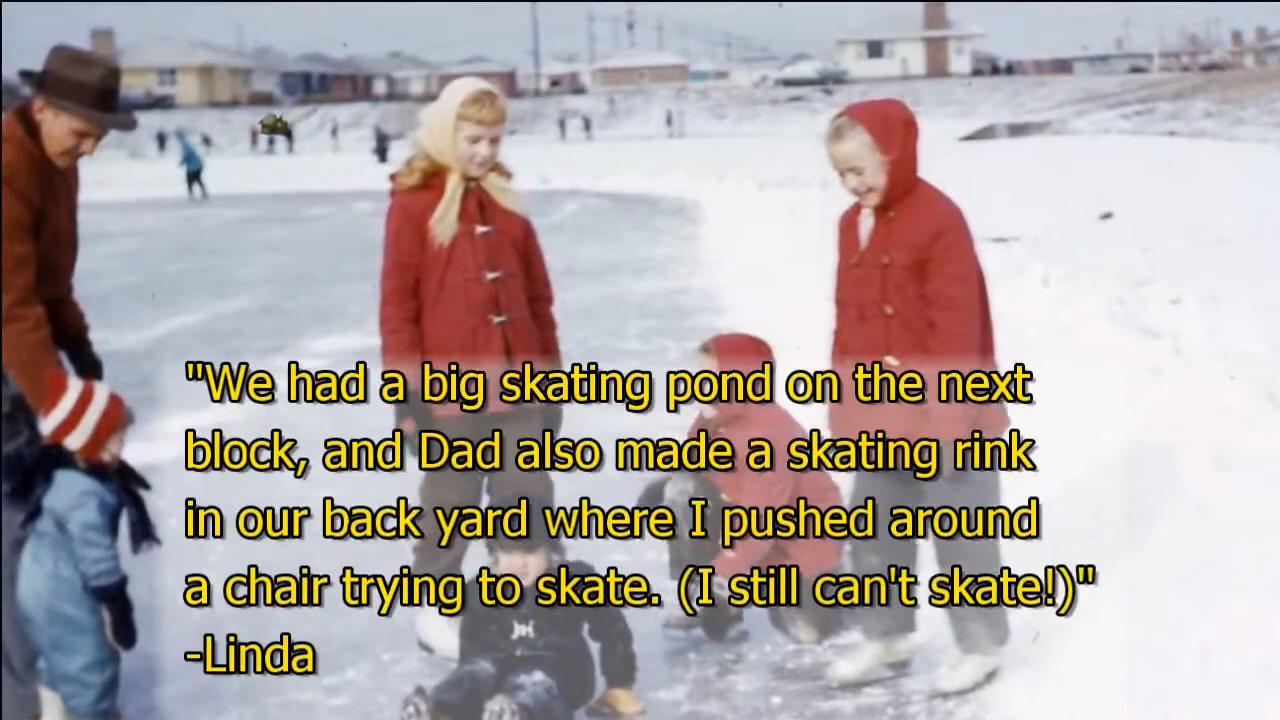 "We had a big skating pond on the next
block, and Dad also made a skating rink
in our back yard where I pushed around
a chair trying to skate. (I still can't skate!)"
-Linda